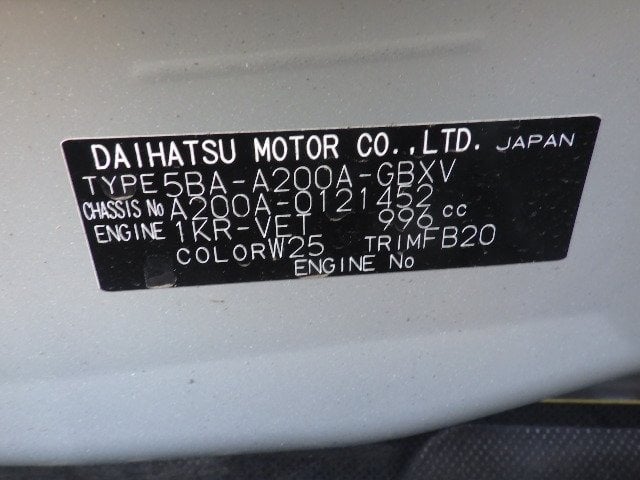 DAIHATSU MOTOR CO.,LTD. JAPAN
TYPE 5BA-A200A-GBXV
CHASSIS No A200A-0121452
ENGINE 1KR-VET 996 cc
COLOR W25 TRIM FB20
ENGINE No